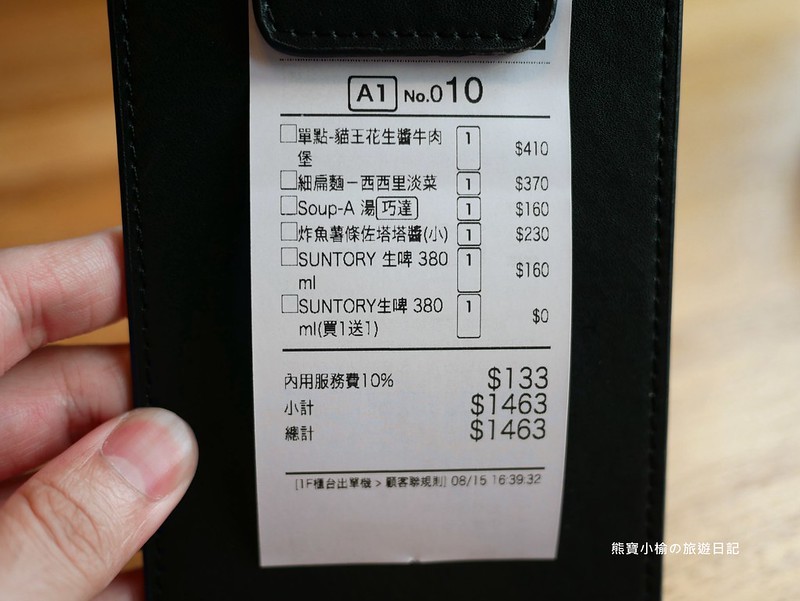 A1 No.010
單點-貓王花生醬牛肉 1 $410
堡
細扁麵－西西里淡菜 1 $370
Soup-A 湯 巧達 1 $160
炸魚薯條佐塔塔醬(小) 1 $230
SUNTORY 生啤 380 1 $160
ml
SUNTORY生啤 380 1 $0
ml(買1送1)
內用服務費10% $133
小計 $1463
總計 $1463
[1F櫃台出單機 > 顧客聯規則] 08/15 16:39:32
熊寶小榆の旅遊日記